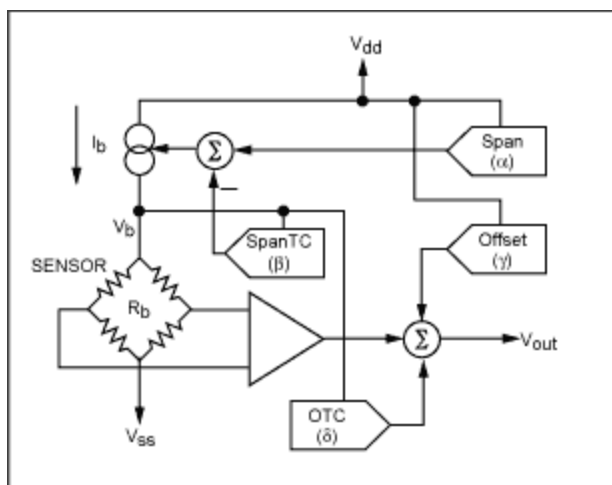 Vdd
Ib
Σ
Span
(α)
Vb
SpanTC
(β)
Offset
(γ)
SENSOR
Rb
Σ
Vout
OTC
(δ)
Vss